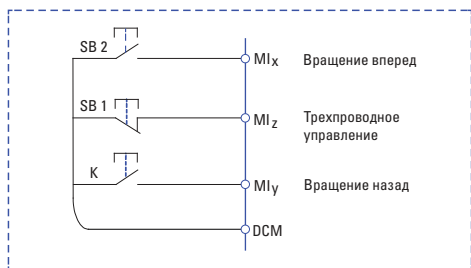 SB 2
MIx
Вращение вперед
SB 1
MIz
Трехпроводное
управление
K
MIy
Вращение назад
DCM